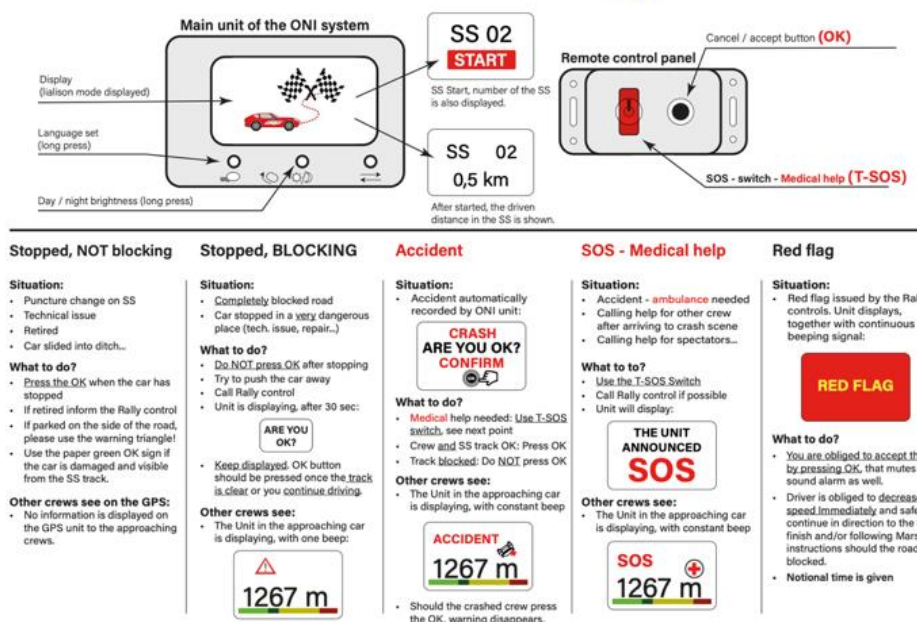 Main unit of the ONI system
Display
(lialison mode displayed)
Language set
(long press)
Day / night brightness (long press)
SS 02
START
SS Start, number of the SS
is also displayed.
SS 02
0,5 km
After started, the driven
distance in the SS is shown.
Remote control panel
Cancel / accept button (OK)
SOS - switch - Medical help (T-SOS)
Stopped, NOT blocking
Situation:
• Puncture change on SS
• Technical issue
• Retired
• Car slided into ditch...
What to do?
• Press the OK when the car has
stopped
• If retired inform the Rally control
• If parked on the side of the road,
please use the warning triangle!
• Use the paper green OK sign if
the car is damaged and visible
from the SS track.
Other crews see on the GPS:
• No information is displayed on
the GPS unit to the approaching
crews.
Stopped, BLOCKING
Situation:
• Completely blocked road
• Car stopped in a very dangerous
place (tech. issue, repair...)
What to do?
• Do NOT press OK after stopping
• Try to push the car away
• Call Rally control
• Unit is displaying, after 30 sec:
ARE YOU
OK?
• Keep displayed. OK button
should be pressed once the track
is clear or you continue driving.
Other crews see:
• The Unit in the approaching car
is displaying, with one beep:
1267 m
Accident
Situation:
• Accident automatically
recorded by ONI unit:
CRASH
ARE YOU OK?
CONFIRM
What to do?
• Medical help needed: Use T-SOS
switch, see next point
• Crew and SS track OK: Press OK
• Track blocked: Do NOT press OK
Other crews see:
• The Unit in the approaching car
is displaying, with constant beep
ACCIDENT
1267 m
• Should the crashed crew press
the OK, warning disappears.
SOS - Medical help
Situation:
• Accident - ambulance needed
• Calling help for other crew
after arriving to crash scene
• Calling help for spectators...
What to to?
• Use the T-SOS Switch
• Call Rally control if possible
• Unit will display:
THE UNIT
ANNOUNCED
SOS
Other crews see:
• The Unit in the approaching car
is displaying, with constant beep
SOS
1267 m
Red flag
Situation:
• Red flag issued by the
controls. Unit displays,
together with continuous
beeping signal:
RED FLAG
What to do?
• You are obliged to accept
by pressing OK, that mutes
sound alarm as well.
• Driver is obliged to
speed Immediately and
continue in direction to the
finish and/or following
instructions should the road
blocked.
• Notional time is given